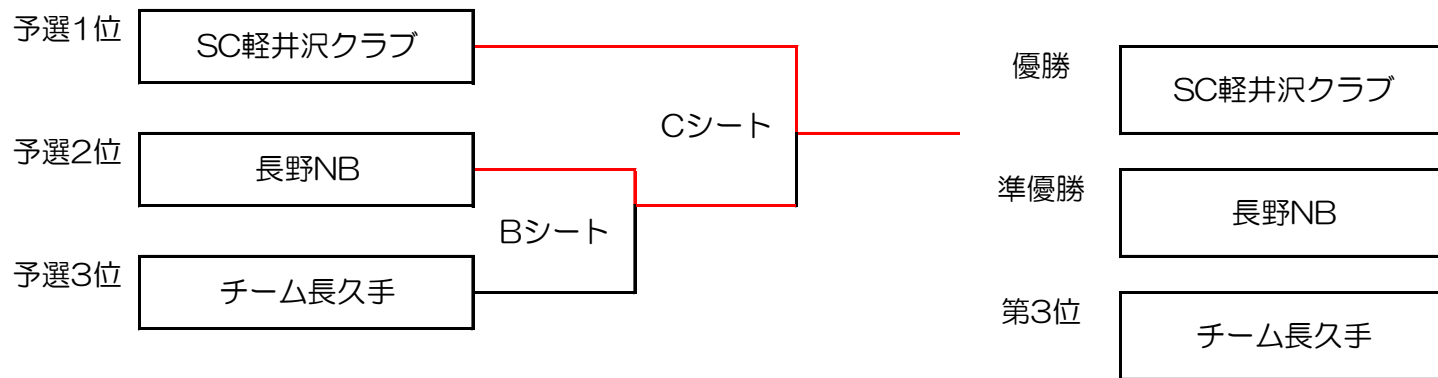 予選1位
SC軽井沢クラブ
Cシート
予選2位
長野NB
Bシート
予選3位
チーム長久手
優勝
SC軽井沢クラブ
準優勝
長野NB
第3位
チーム長久手